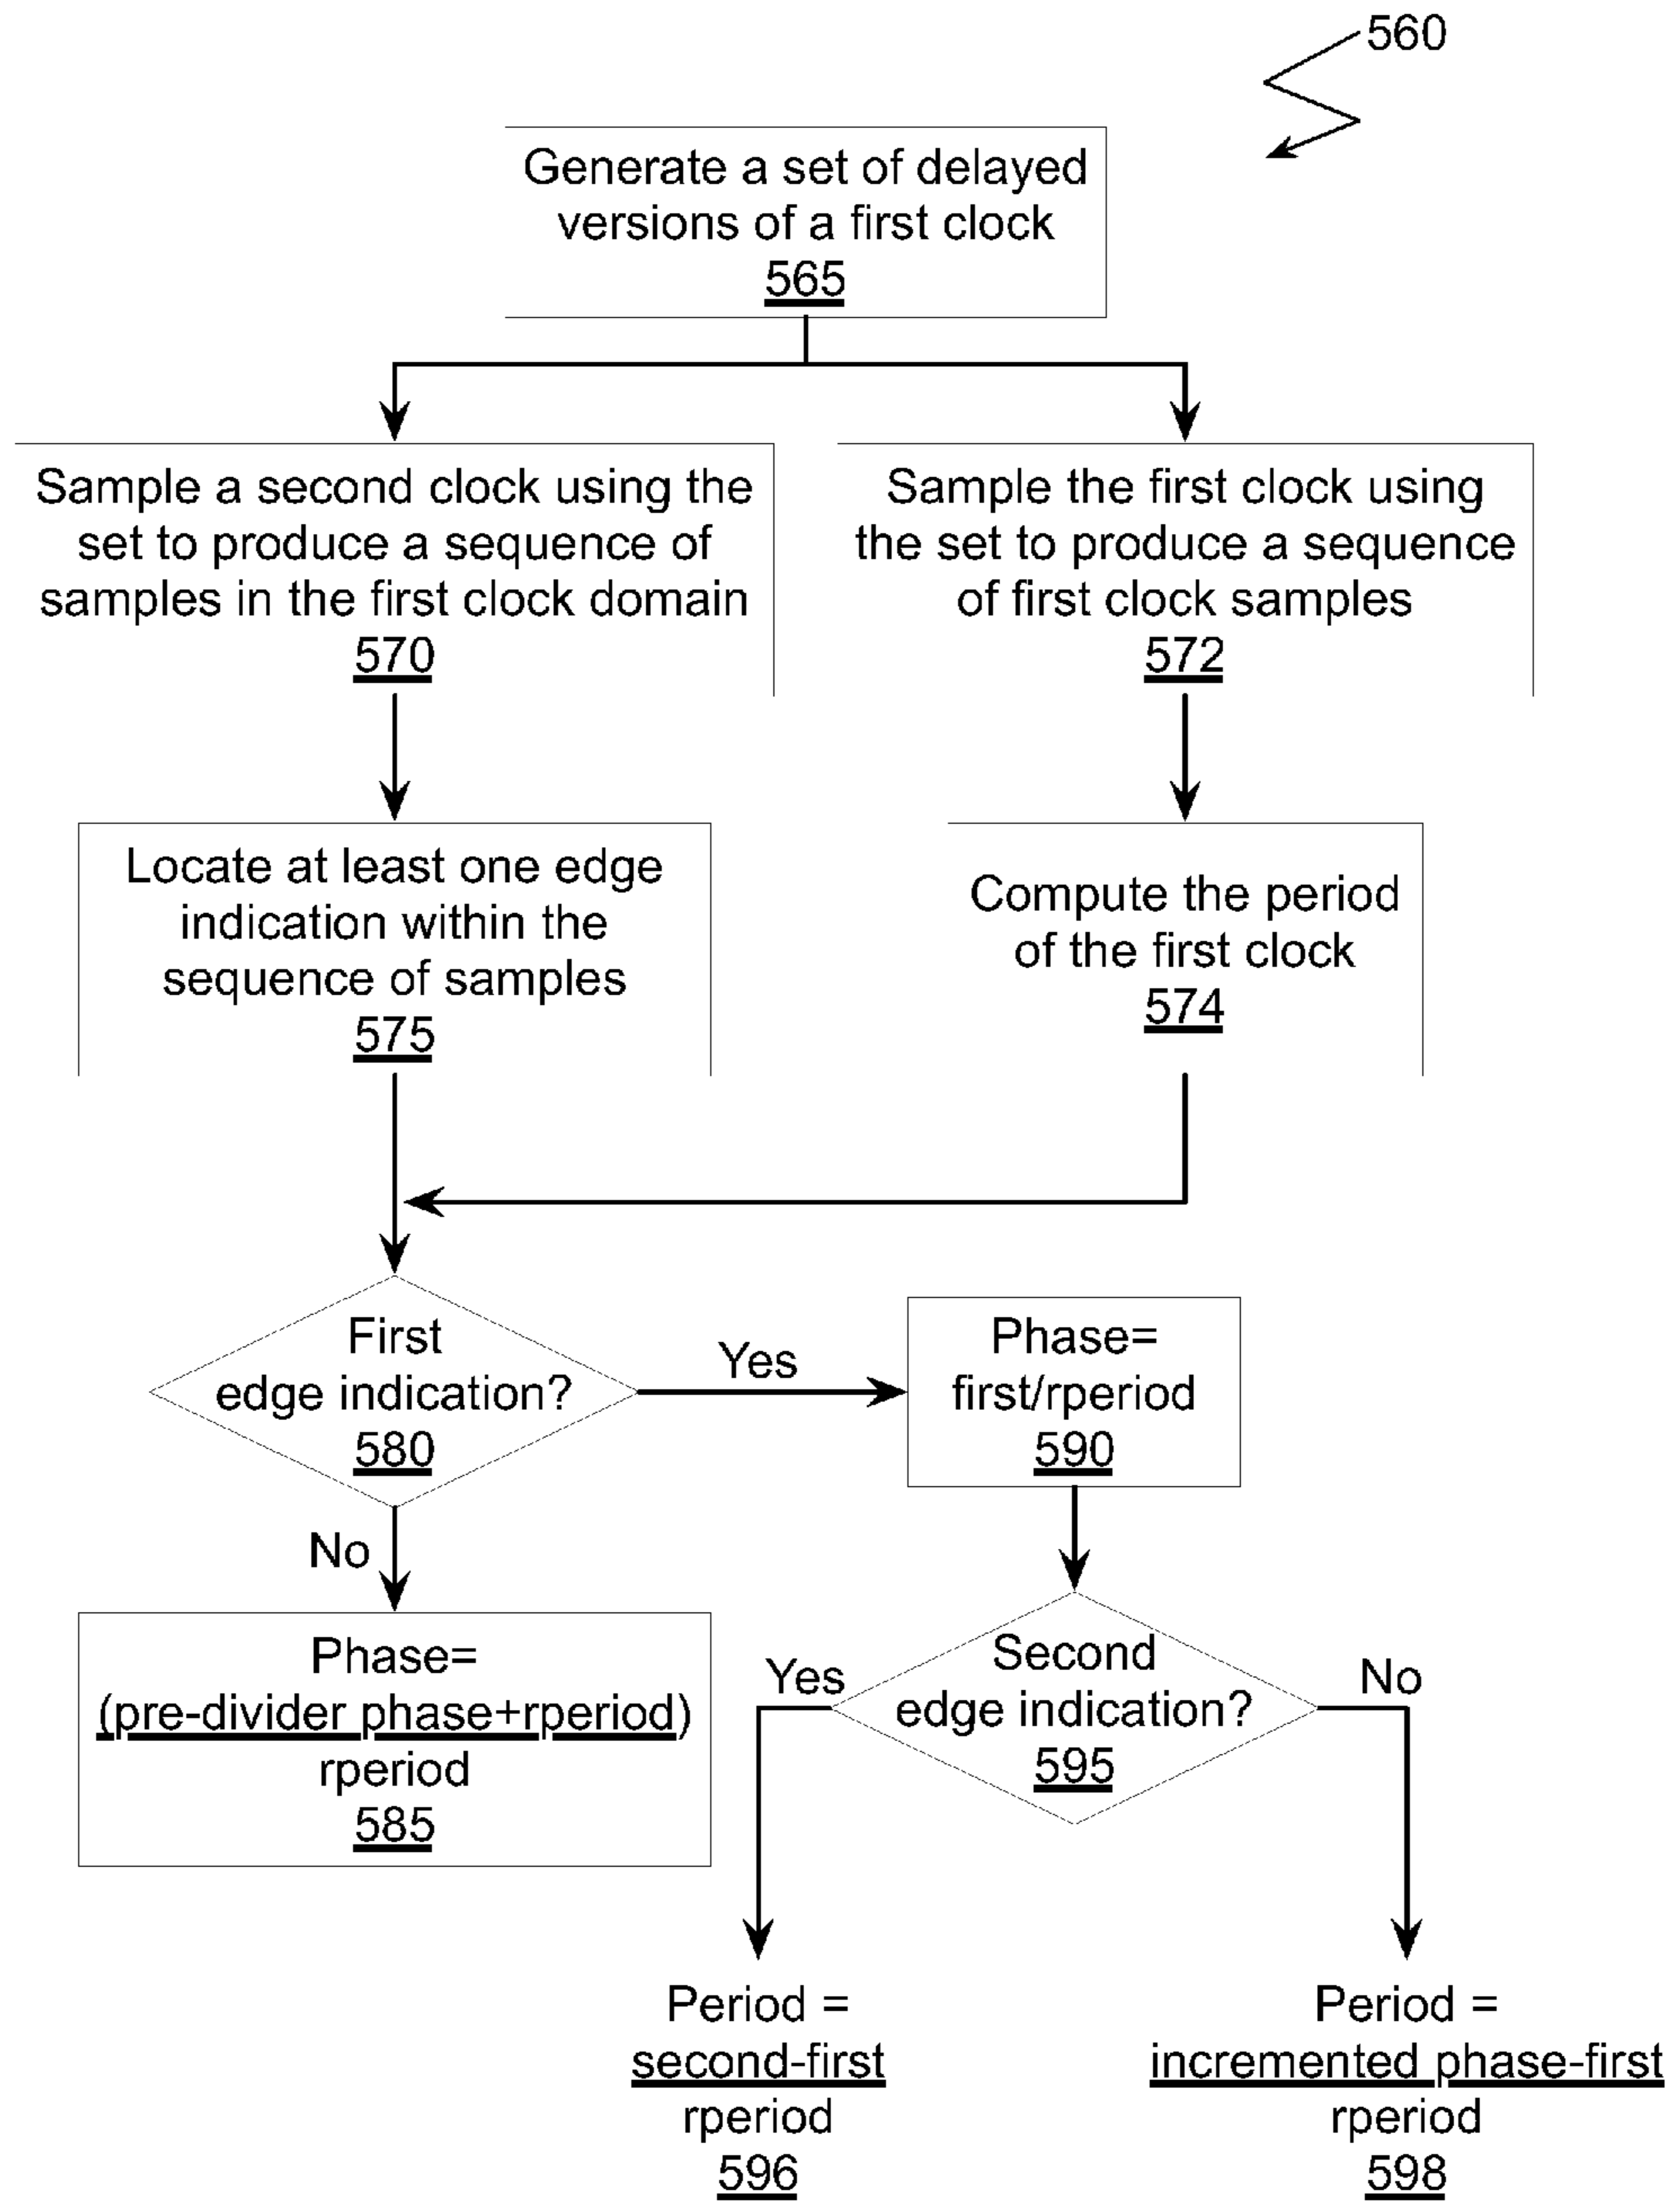 560
Generate a set of delayed
versions of a first clock
565
Sample a second clock using the
set to produce a sequence of
samples in the first clock domain
570
Sample the first clock using
the set to produce a sequence
of first clock samples
572
Locate at least one edge
indication within the
sequence of samples
575
Compute the period
of the first clock
574
First
edge indication?
580
Yes
Phase=
first/rperiod
590
No
Phase=
(pre-divider phase+rperiod)
rperiod
585
Second
edge indication?
595
Yes
No
Period =
second-first
rperiod
596
Period =
incremented phase-first
rperiod
598